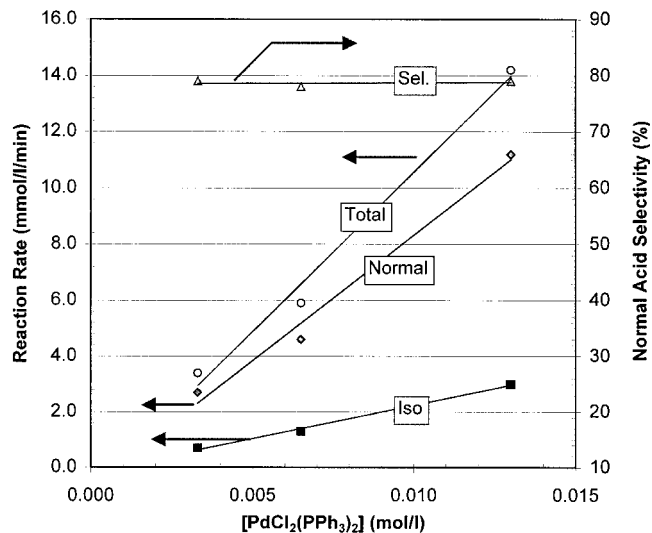 16.0
14.0
12.0
10.0
8.0
6.0
4.0
2.0
0.0
Reaction Rate (mmol/l/min)
90
80
70
60
50
40
30
20
10
Normal Acid Selectivity (%)
Sel.
Total
Normal
Iso
0.000 0.005 0.010 0.015
[PdCl₂(PPh₃)₂] (mol/l)